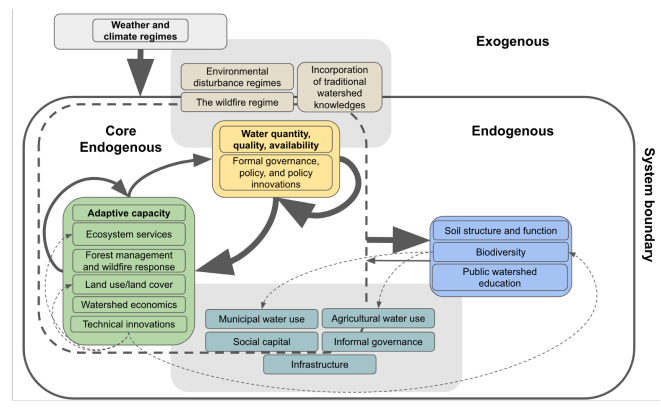 Weather and
climate regimes
Exogenous
Environmental
disturbance regimes
The wildfire regime
Incorporation
of traditional
watershed
knowledges
Core
Endogenous
Water quantity,
quality, availability
Formal governance,
policy, and policy
innovations
Endogenous
System boundary
Adaptive capacity
Ecosystem services
Forest management
and wildfire response
Land use/land cover
Watershed economics
Technical innovations
Soil structure and function
Biodiversity
Public watershed
education
Municipal water use
Agricultural water use
Social capital
Informal governance
Infrastructure